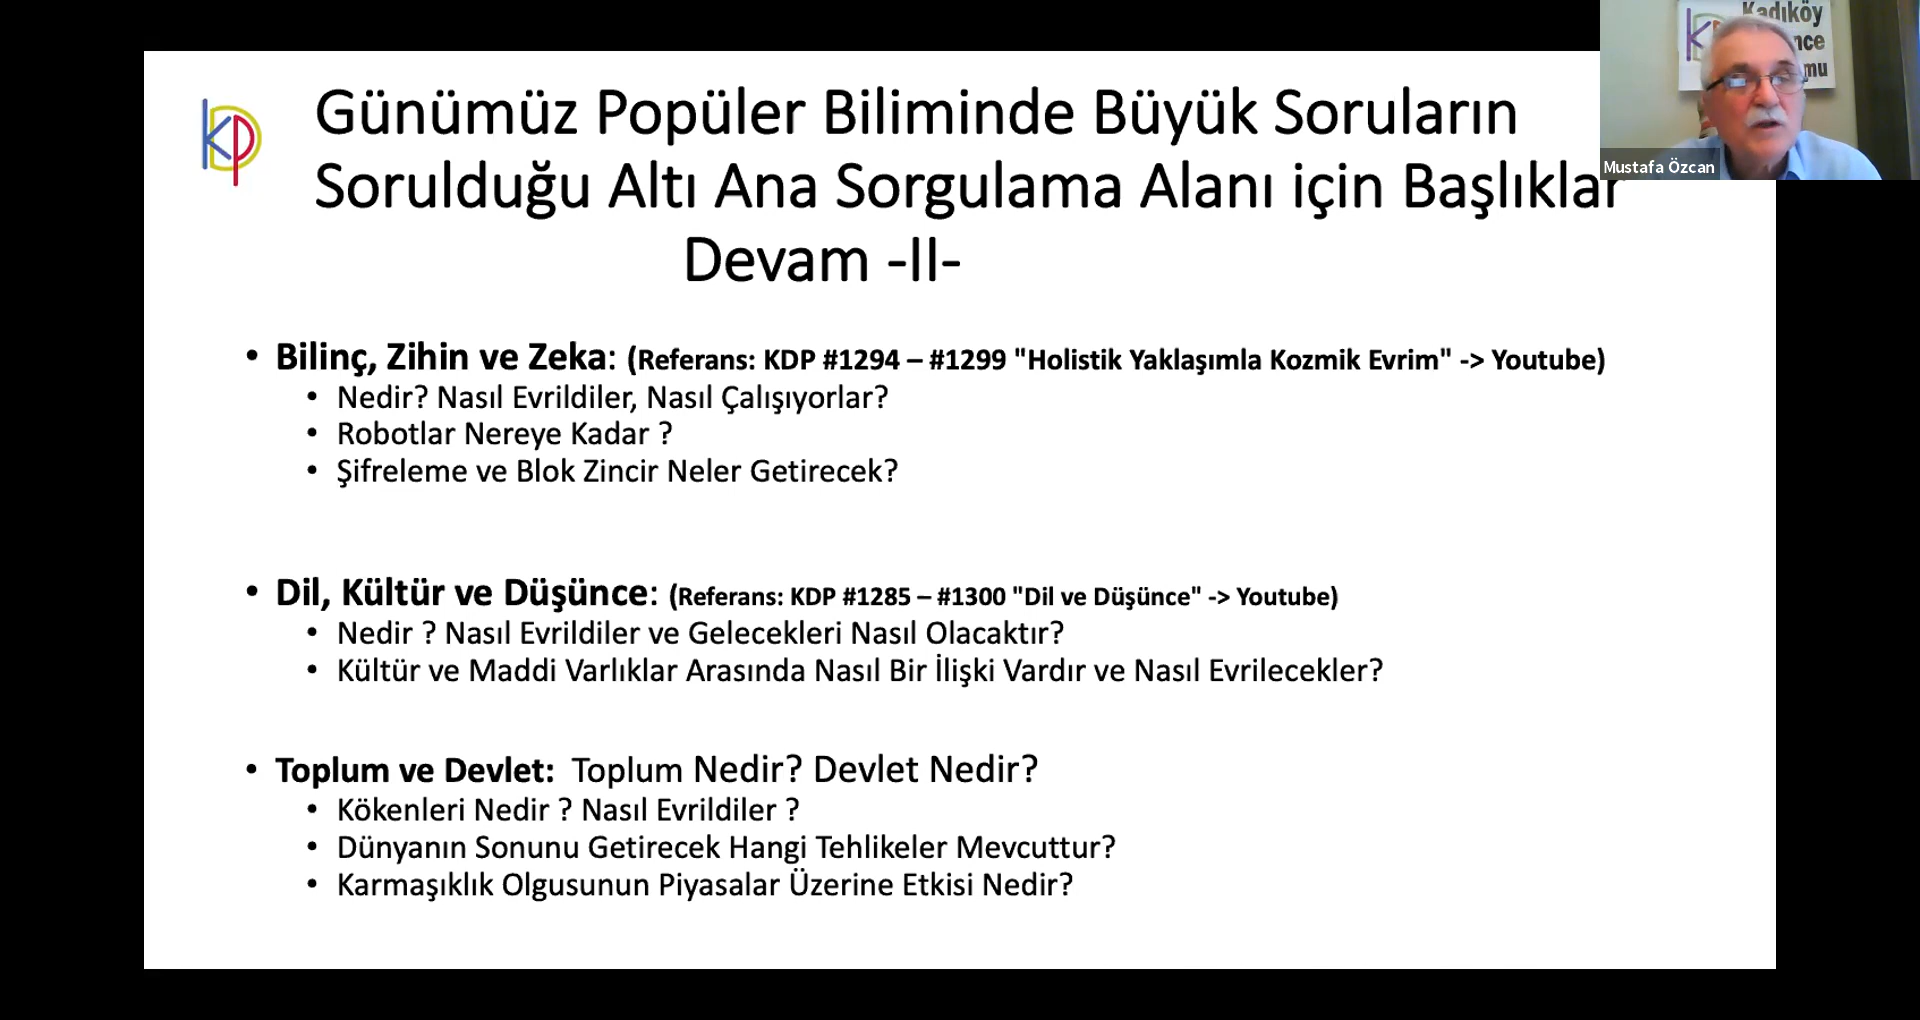 Günümüz Popüler Biliminde Büyük Soruların
Sorulduğu Altı Ana Sorgulama Alanı için Başlıklar
Devam -II-
KDP
Kadıköy
Mustafa Özcan
• Bilinç, Zihin ve Zeka: (Referans: KDP #1294 – #1299 "Holistik Yaklaşımla Kozmik Evrim" -> Youtube)
• Nedir? Nasıl Evrildiler, Nasıl Çalışıyorlar?
• Robotlar Nereye Kadar ?
• Şifreleme ve Blok Zincir Neler Getirecek?
• Dil, Kültür ve Düşünce: (Referans: KDP #1285 – #1300 "Dil ve Düşünce" -> Youtube)
• Nedir ? Nasıl Evrildiler ve Gelecekleri Nasıl Olacaktır?
• Kültür ve Maddi Varlıklar Arasında Nasıl Bir İlişki Vardır ve Nasıl Evrilecekler?
• Toplum ve Devlet: Toplum Nedir? Devlet Nedir?
• Kökenleri Nedir ? Nasıl Evrildiler ?
• Dünyanın Sonunu Getirecek Hangi Tehlikeler Mevcuttur?
• Karmaşıklık Olgusunun Piyasalar Üzerine Etkisi Nedir?